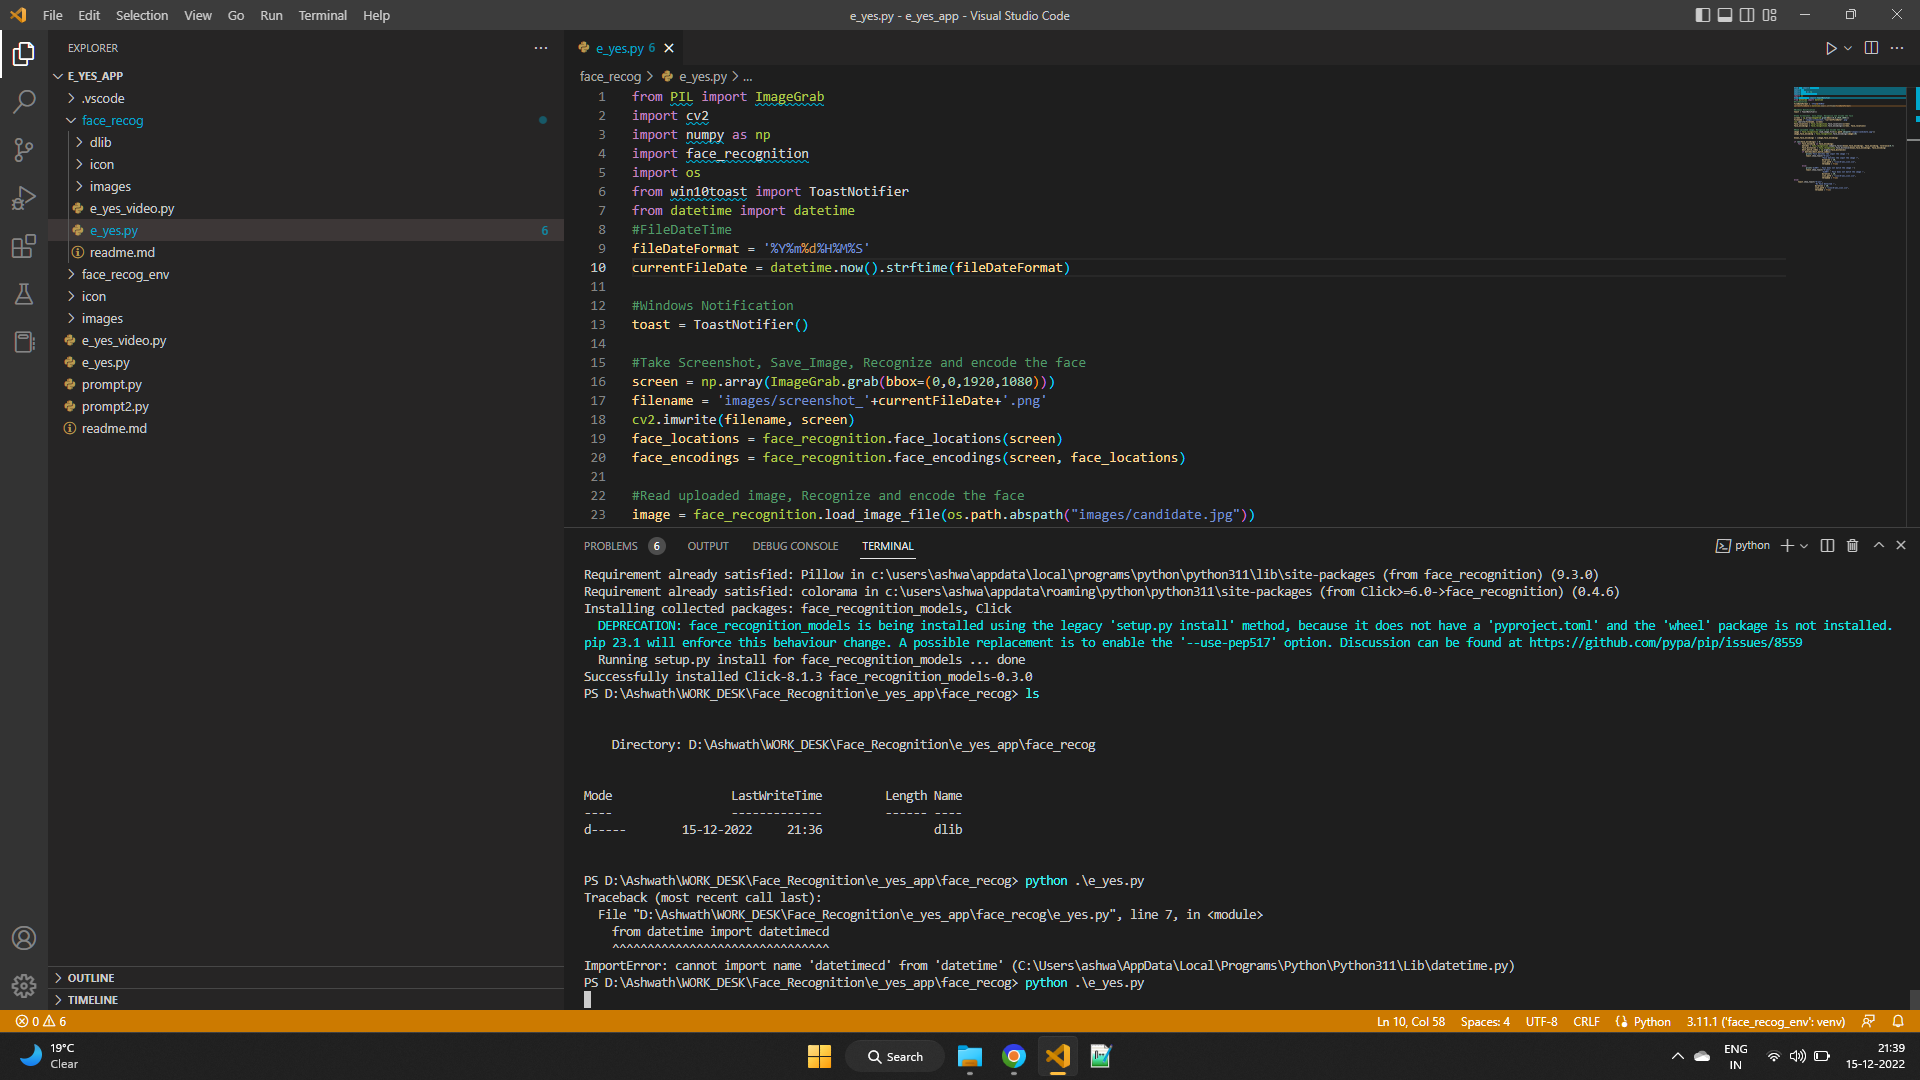 File Edit Selection View Go Run Terminal Help
e_yes.py - e_yes_app - Visual Studio Code
EXPLORER
E_YES_APP
.vscode
face_recog
dlib
icon
images
e_yes_video.py
e_yes.py 6
readme.md
face_recog_env
icon
images
e_yes_video.py
e_yes.py
prompt.py
prompt2.py
readme.md
OUTLINE
TIMELINE
e_yes.py 6
face_recog > e_yes.py > ...
1 from PIL import ImageGrab
2 import cv2
3 import numpy as np
4 import face_recognition
5 import os
6 from win10toast import ToastNotifier
7 from datetime import datetime
8 #FileDateTime
9 fileDateFormat = '%Y%m%d%H%M%S'
10 currentFileDate = datetime.now().strftime(fileDateFormat)
11
12 #Windows Notification
13 toast = ToastNotifier()
14
15 #Take Screenshot, Save_Image, Recognize and encode the face
16 screen = np.array(ImageGrab.grab(bbox=(0,0,1920,1080)))
17 filename = 'images/screenshot_'+currentFileDate+'.png'
18 cv2.imwrite(filename, screen)
19 face_locations = face_recognition.face_locations(screen)
20 face_encodings = face_recognition.face_encodings(screen, face_locations)
21
22 #Read uploaded image, Recognize and encode the face
23 image = face_recognition.load_image_file(os.path.abspath("images/candidate.jpg"))
PROBLEMS 6 OUTPUT DEBUG CONSOLE TERMINAL
python
Requirement already satisfied: Pillow in c:\users\ashwa\appdata\local\programs\python\python311\lib\site-packages (from face_recognition) (9.3.0)
Requirement already satisfied: colorama in c:\users\ashwa\appdata\roaming\python\python311\site-packages (from Click>=6.0->face_recognition) (0.4.6)
Installing collected packages: face_recognition_models, Click
DEPRECATION: face_recognition_models is being installed using the legacy 'setup.py install' method, because it does not have a 'pyproject.toml' and the 'wheel' package is not installed.
pip 23.1 will enforce this behaviour change. A possible replacement is to enable the '--use-pep517' option. Discussion can be found at https://github.com/pypa/pip/issues/8559
Running setup.py install for face_recognition_models ... done
Successfully installed Click-8.1.3 face_recognition_models-0.3.0
PS D:\Ashwath\WORK_DESK\Face_Recognition\e_yes_app\face_recog> ls
Directory: D:\Ashwath\WORK_DESK\Face_Recognition\e_yes_app\face_recog
Mode LastWriteTime Length Name
---- ------------- ------ ----
d----- 15-12-2022 21:36 dlib
PS D:\Ashwath\WORK_DESK\Face_Recognition\e_yes_app\face_recog> python .\e_yes.py
Traceback (most recent call last):
File "D:\Ashwath\WORK_DESK\Face_Recognition\e_yes_app\face_recog\e_yes.py", line 7, in <module>
from datetime import datetimecd
^^^^^^^^^^^^^^^^^^^^^^^^^^^^^^^
ImportError: cannot import name 'datetimecd' from 'datetime' (C:\Users\ashwa\AppData\Local\Programs\Python\Python311\Lib\datetime.py)
PS D:\Ashwath\WORK_DESK\Face_Recognition\e_yes_app\face_recog> python .\e_yes.py
0 6
Ln 10, Col 58 Spaces: 4 UTF-8 CRLF Python 3.11.1 ('face_recog_env': venv)
19°C
Clear
Search
ENG
IN
21:39
15-12-2022